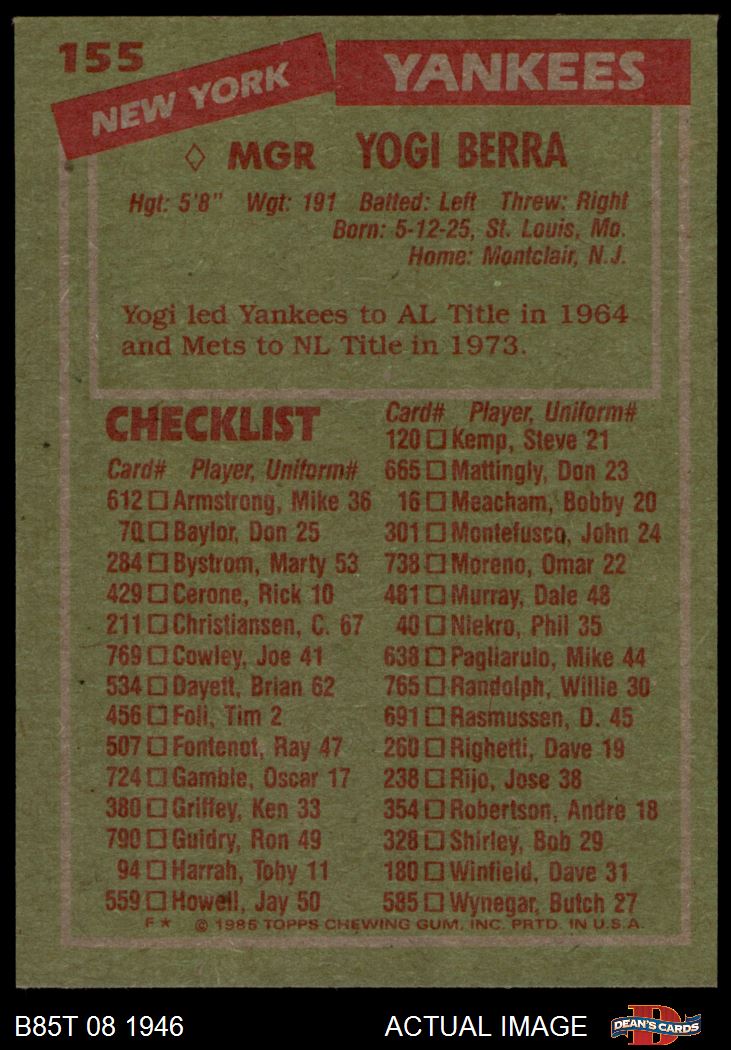 155
NEW YORK YANKEES
◊ MGR YOGI BERRA
Hgt: 5'8" Wgt: 191 Batted: Left Threw: Right
Born: 5-12-25, St. Louis, Mo.
Home: Montclair, N.J.
Yogi led Yankees to AL Title in 1964
and Mets to NL Title in 1973.
CHECKLIST
Card# Player, Uniform#
612 □ Armstrong, Mike 36
70 □ Baylor, Don 25
284 □ Bystrom, Marty 53
429 □ Cerone, Rick 10
211 □ Christiansen, C. 67
769 □ Cowley, Joe 41
534 □ Dayett, Brian 62
456 □ Foli, Tim 2
507 □ Fontenot, Ray 47
724 □ Gamble, Oscar 17
380 □ Griffey, Ken 33
790 □ Guidry, Ron 49
94 □ Harrah, Toby 11
559 □ Howell, Jay 50
Card# Player, Uniform#
120 □ Kemp, Steve 21
665 □ Mattingly, Don 23
16 □ Meacham, Bobby 20
301 □ Montefusco, John 24
738 □ Moreno, Omar 22
481 □ Murray, Dale 48
40 □ Niekro, Phil 35
638 □ Pagliarulo, Mike 44
765 □ Randolph, Willie 30
691 □ Rasmussen, D. 45
260 □ Righetti, Dave 19
238 □ Rijo, Jose 38
354 □ Robertson, Andre 18
328 □ Shirley, Bob 29
180 □ Winfield, Dave 31
585 □ Wynegar, Butch 27
F ★ © 1985 TOPPS CHEWING GUM, INC. PRTD. IN U.S.A.
B85T 08 1946 ACTUAL IMAGE
D
DEAN'S CARDS